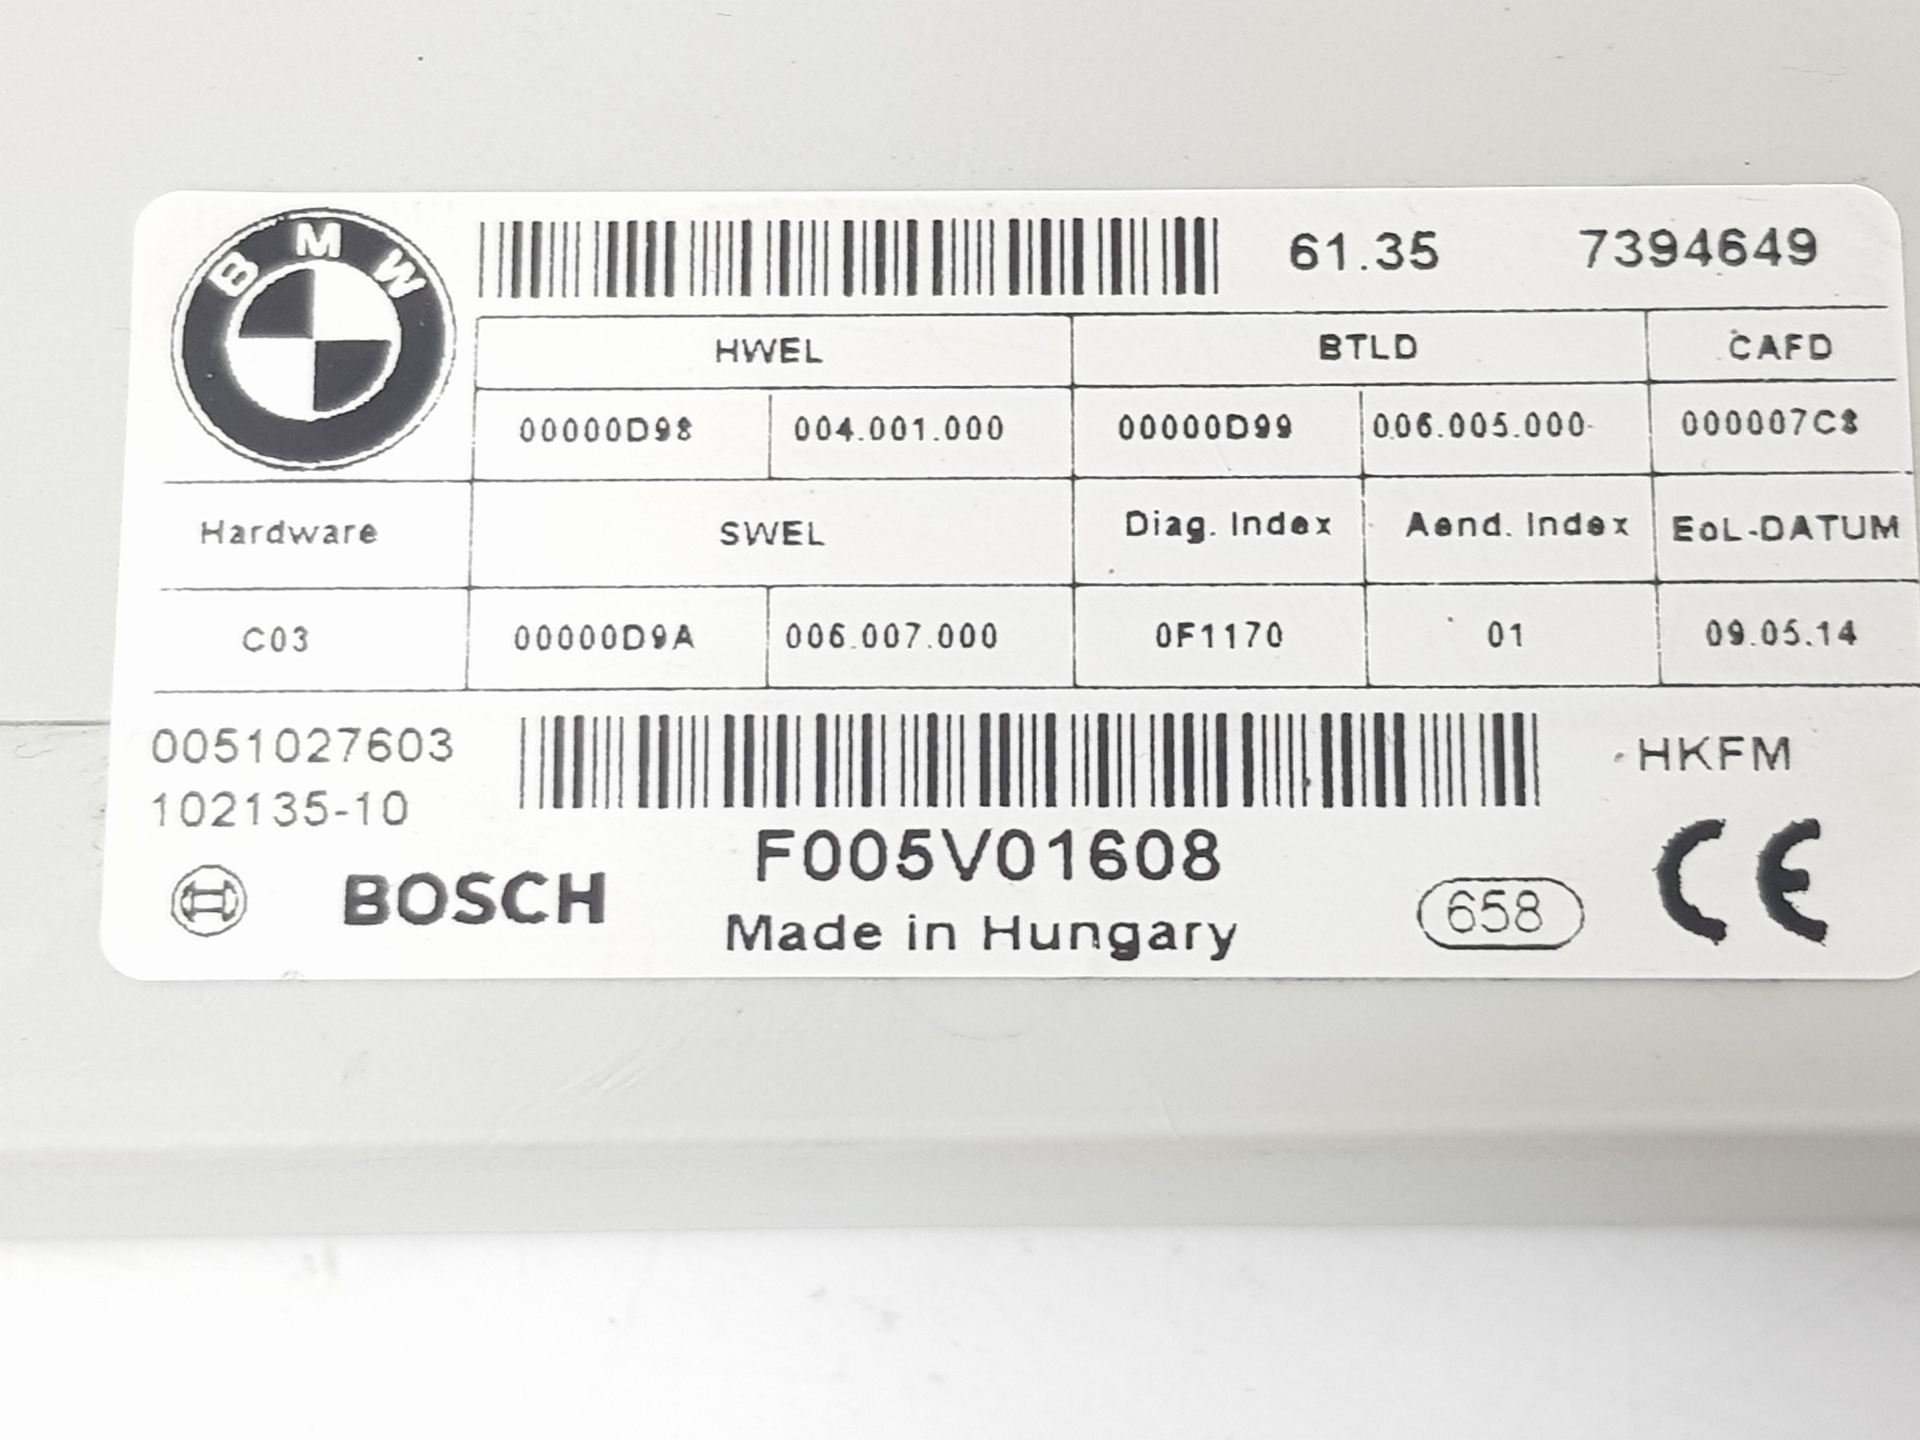 BMW
61.35 7394649
HWEL BTLD CAFD
00000D98 004.001.000 00000D99 006.005.000 000007C8
Hardware SWEL Diag. Index Aend. Index EoL-DATUM
C03 00000D9A 006.007.000 0F1170 01 09.05.14
0051027603 HKFM
102135-10
F005V01608
BOSCH Made in Hungary 658 CE